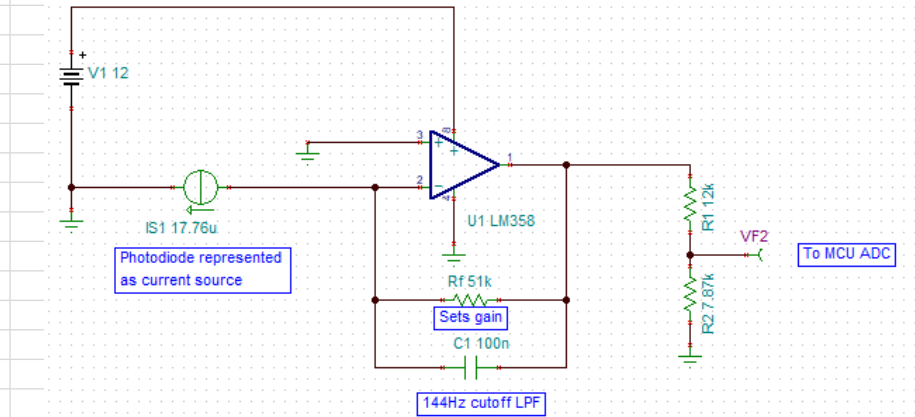 +
V1 12
8
3
+
+
1
2
-
4
U1 LM358
IS1 17.76u
Photodiode represented
as current source
Rf 51k
Sets gain
C1 100n
144Hz cutoff LPF
R1 12k
VF2
To MCU ADC
R2 7.87k